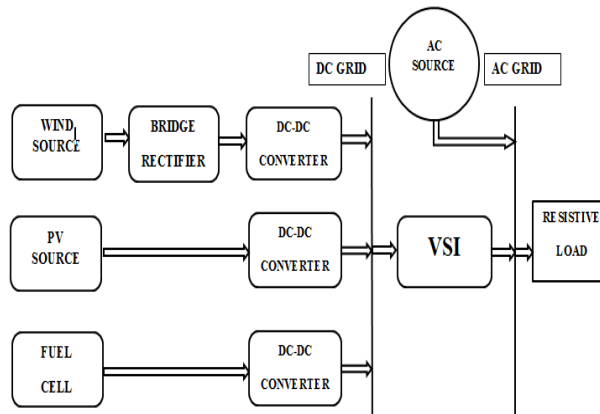 AC
SOURCE
DC GRID
AC GRID
WIND
SOURCE
BRIDGE
RECTIFIER
DC-DC
CONVERTER
PV
SOURCE
DC-DC
CONVERTER
VSI
RESISTIVE
LOAD
FUEL
CELL
DC-DC
CONVERTER